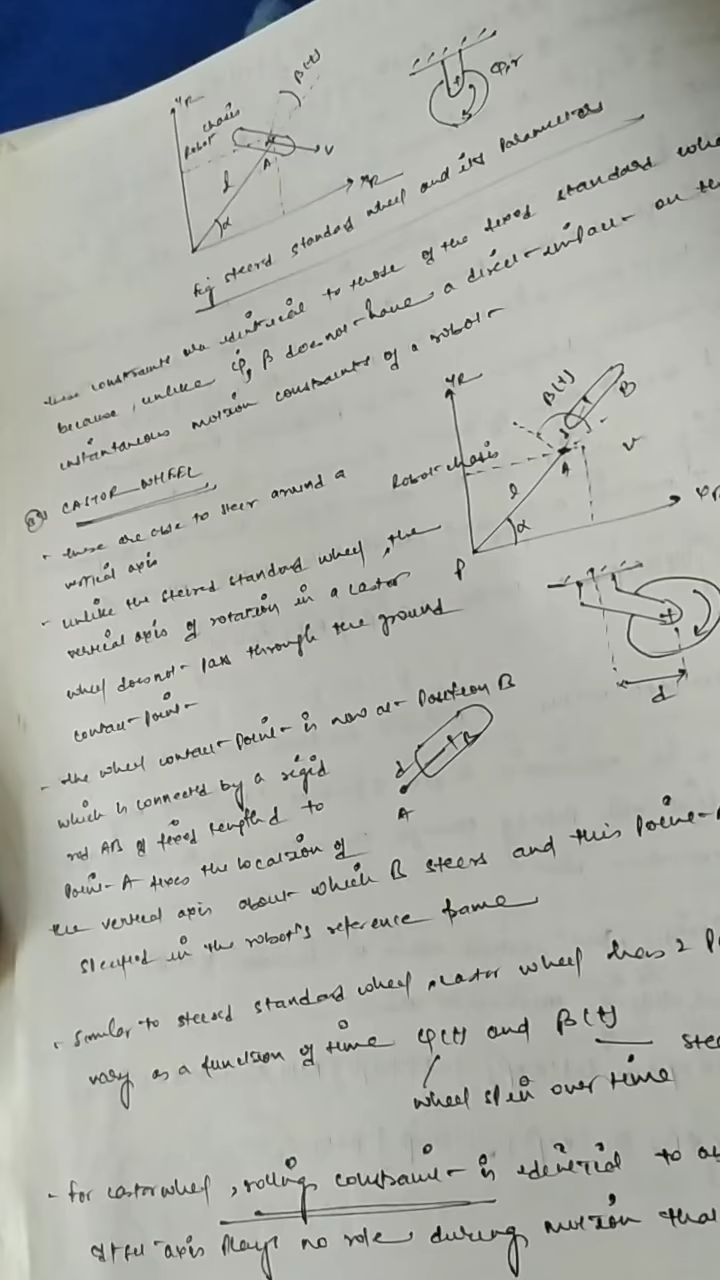 YR
β(t)
Robot chasis
A
v
l
α
XR
φ, r
fig steerd standard wheel and its parameters
these constraints are identical to those of the fixed standard
because, unlike φ, β does not have a direct impact on
instantaneous motion constraints of a robot
CASTOR WHEEL
YR
β(t)
B
Robot chasis
A
v
l
α
P
d
- these are able to steer around a
vertical axis
- unlike the steired standard wheel, the
vertical axis of rotation in a castor
wheel does not pass through the ground
contact point
- the wheel contact point is now at position B
which is connected by a rigid
rod AB of fixed length d to
point A fixes the location of
the vertical axis about which B steers and this point
specified in the robot's reference frame
d
B
A
- Similar to steered standard wheel, castor wheel has 2
vary as a function of time φ(t) and β(t)
wheel spin over time
- for castor wheel, rolling constraint is identical to
axis plays no role during motion that